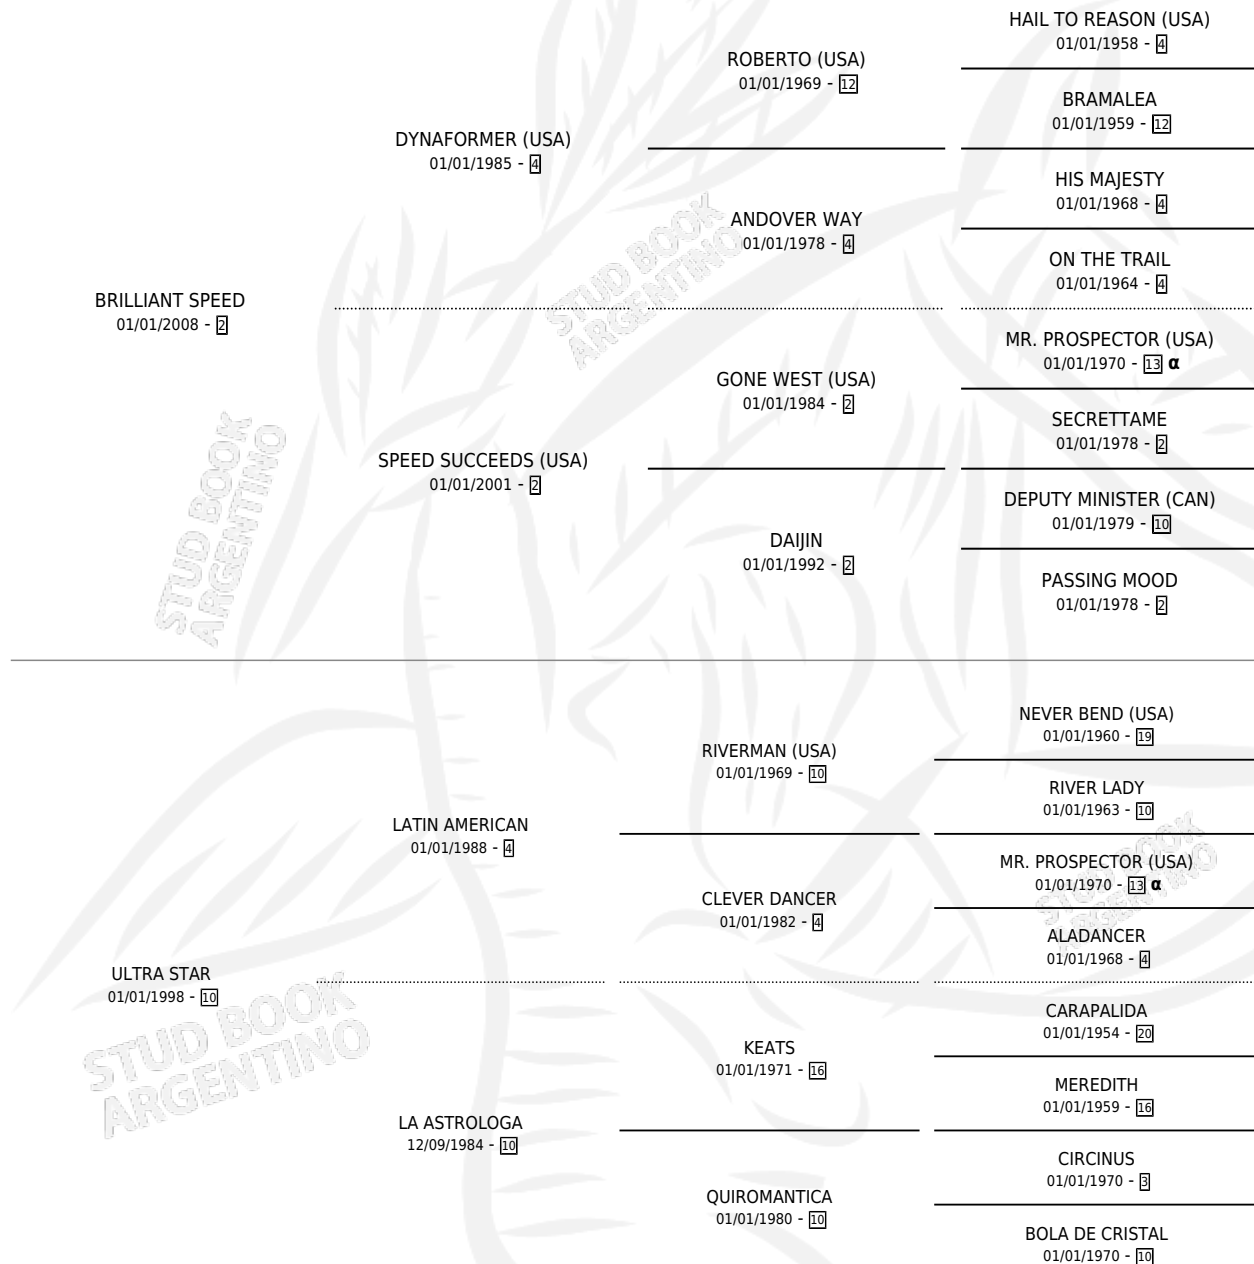 BRILLIANT SPEED
01/01/2008 - 2
DYNAFORMER (USA)
01/01/1985 - 4
ROBERTO (USA)
01/01/1969 - 12
HAIL TO REASON (USA)
01/01/1958 - 4
BRAMALEA
01/01/1959 - 12
ANDOVER WAY
01/01/1978 - 4
HIS MAJESTY
01/01/1968 - 4
ON THE TRAIL
01/01/1964 - 4
SPEED SUCCEEDS (USA)
01/01/2001 - 2
GONE WEST (USA)
01/01/1984 - 2
MR. PROSPECTOR (USA)
01/01/1970 - 13 α
SECRETTAME
01/01/1978 - 2
DAIJIN
01/01/1992 - 2
DEPUTY MINISTER (CAN)
01/01/1979 - 10
PASSING MOOD
01/01/1978 - 2
ULTRA STAR
01/01/1998 - 10
LATIN AMERICAN
01/01/1988 - 4
RIVERMAN (USA)
01/01/1969 - 10
NEVER BEND (USA)
01/01/1960 - 19
RIVER LADY
01/01/1963 - 10
CLEVER DANCER
01/01/1982 - 4
MR. PROSPECTOR (USA)
01/01/1970 - 13 α
ALADANCER
01/01/1968 - 4
LA ASTROLOGA
12/09/1984 - 10
KEATS
01/01/1971 - 16
CARAPALIDA
01/01/1954 - 20
MEREDITH
01/01/1959 - 16
QUIROMANTICA
01/01/1980 - 10
CIRCINUS
01/01/1970 - 3
BOLA DE CRISTAL
01/01/1970 - 10
STUD BOOK
ARGENTINO
STUD BOOK
ARGENTINO
STUD BOOK
ARGENTINO
STUD BOOK
ARGENTINO